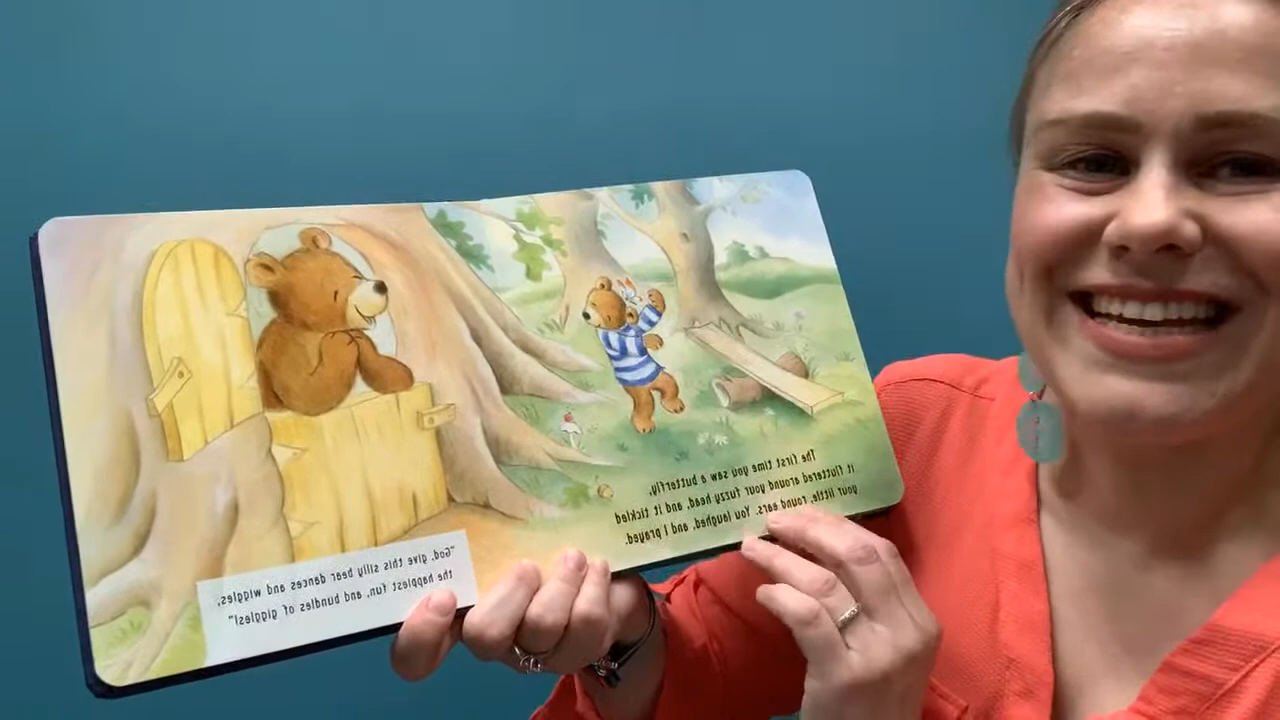 The first time you saw a butterfly,
it fluttered around your fuzzy head, and it tickled
your little, round ears. You laughed, and I prayed.
"God, give this silly bear dances and wiggles,
the happiest fun, and bundles of giggles!"